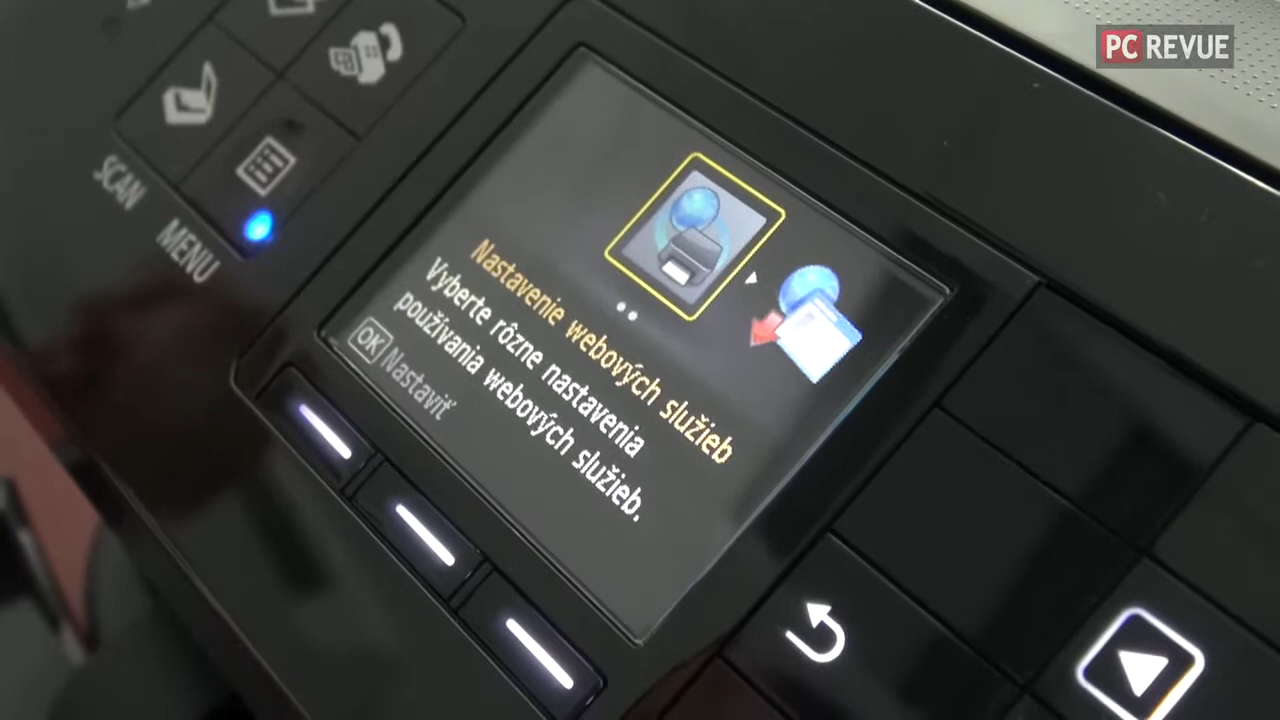 PC REVUE
SCAN
MENU
Nastavenie webových služieb
Vyberte rôzne nastavenia
používania webových služieb.
OK Nastaviť